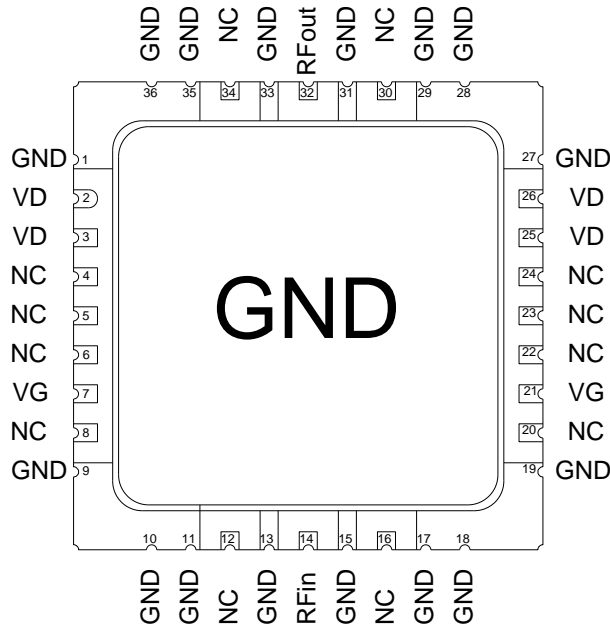 GND GND NC GND RFout GND NC GND GND
36 35 34 33 32 31 30 29 28
GND 1 27 GND
VD 2 26 VD
VD 3 25 VD
NC 4 24 NC
NC 5 23 NC
NC 6 22 NC
VG 7 21 VG
NC 8 20 NC
GND 9 19 GND
GND
10 11 12 13 14 15 16 17 18
GND GND NC GND RFin GND NC GND GND